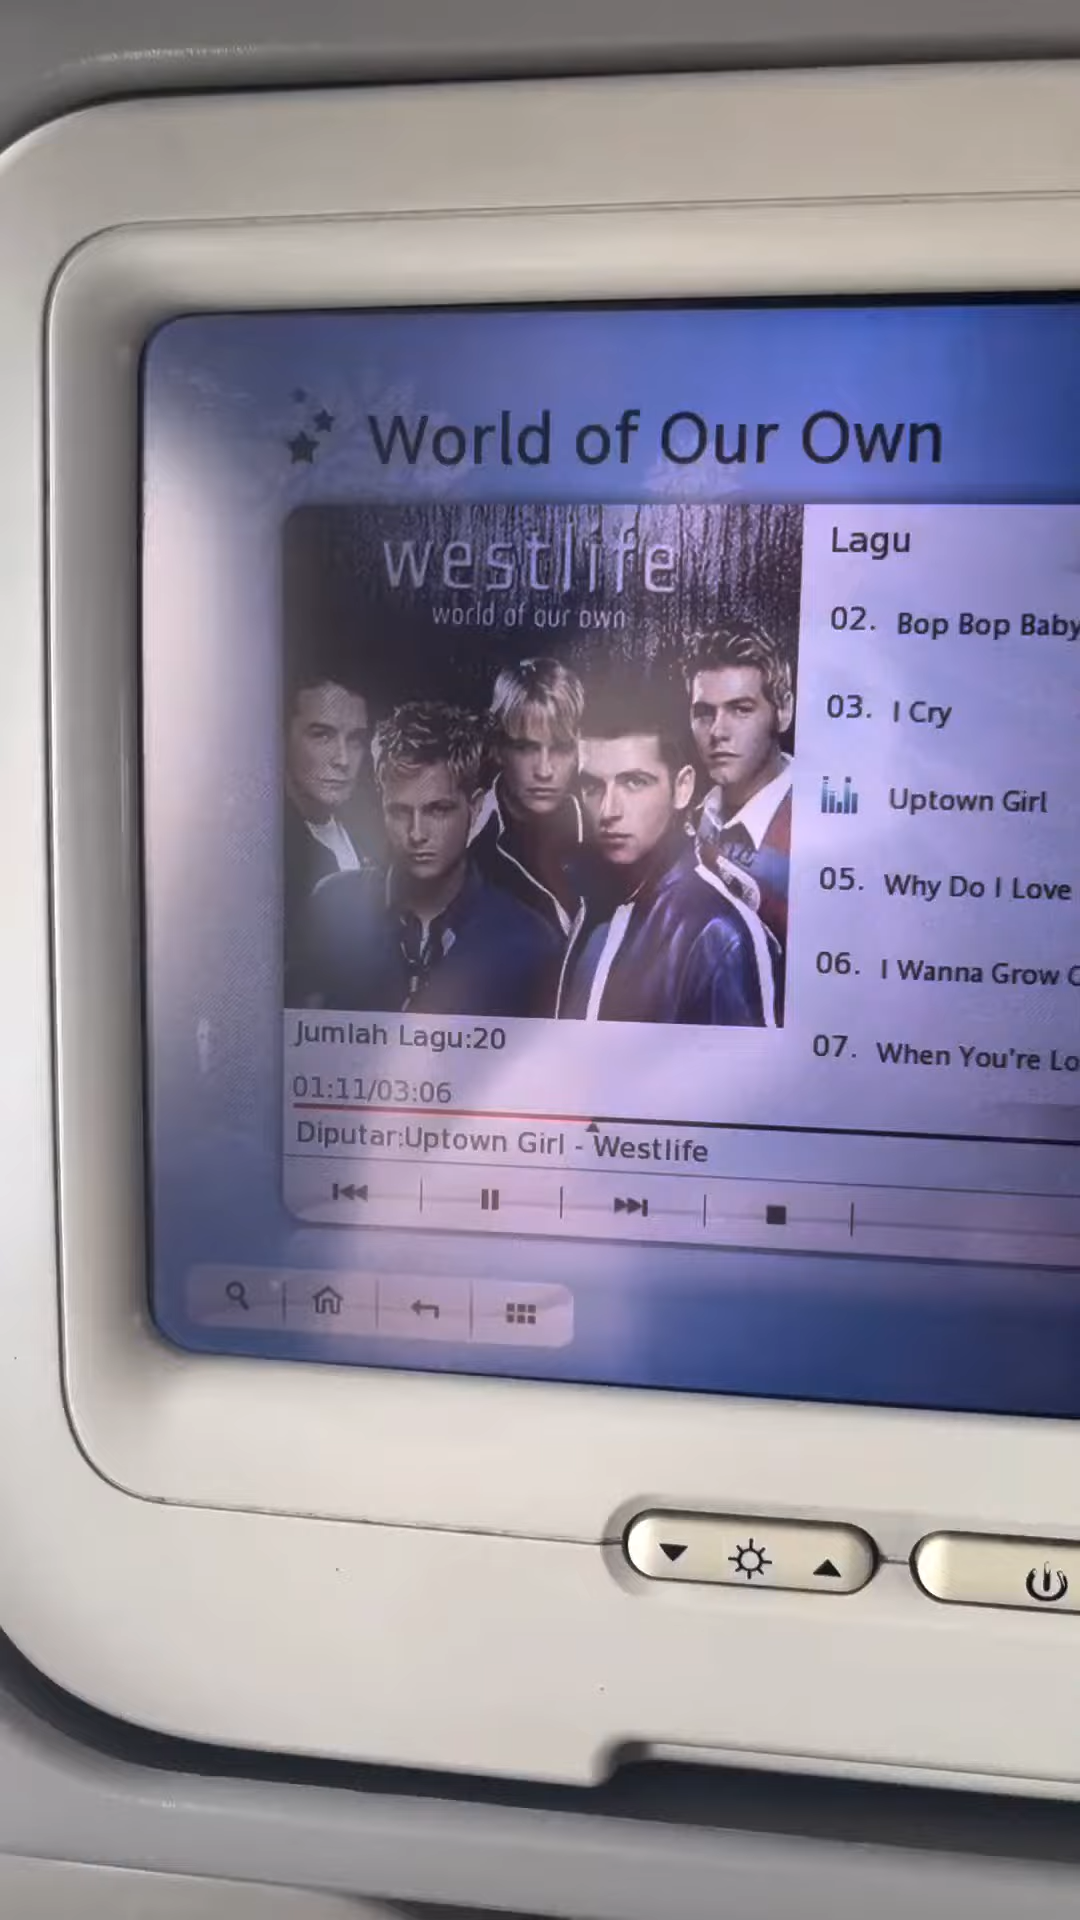 World of Our Own
westlife
world of our own
Lagu
02. Bop Bop Baby
03. I Cry
Uptown Girl
05. Why Do I Love
06. I Wanna Grow
07. When You're
Jumlah Lagu:20
01:11/03:06
Diputar:Uptown Girl - Westlife